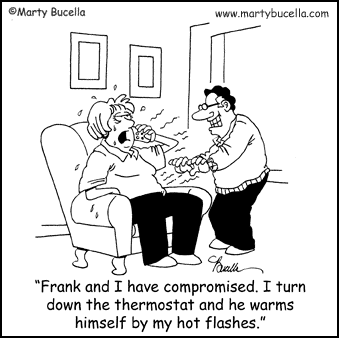 ©Marty Bucella www.martybucella.com
Bucella
"Frank and I have compromised. I turn
down the thermostat and he warms
himself by my hot flashes."